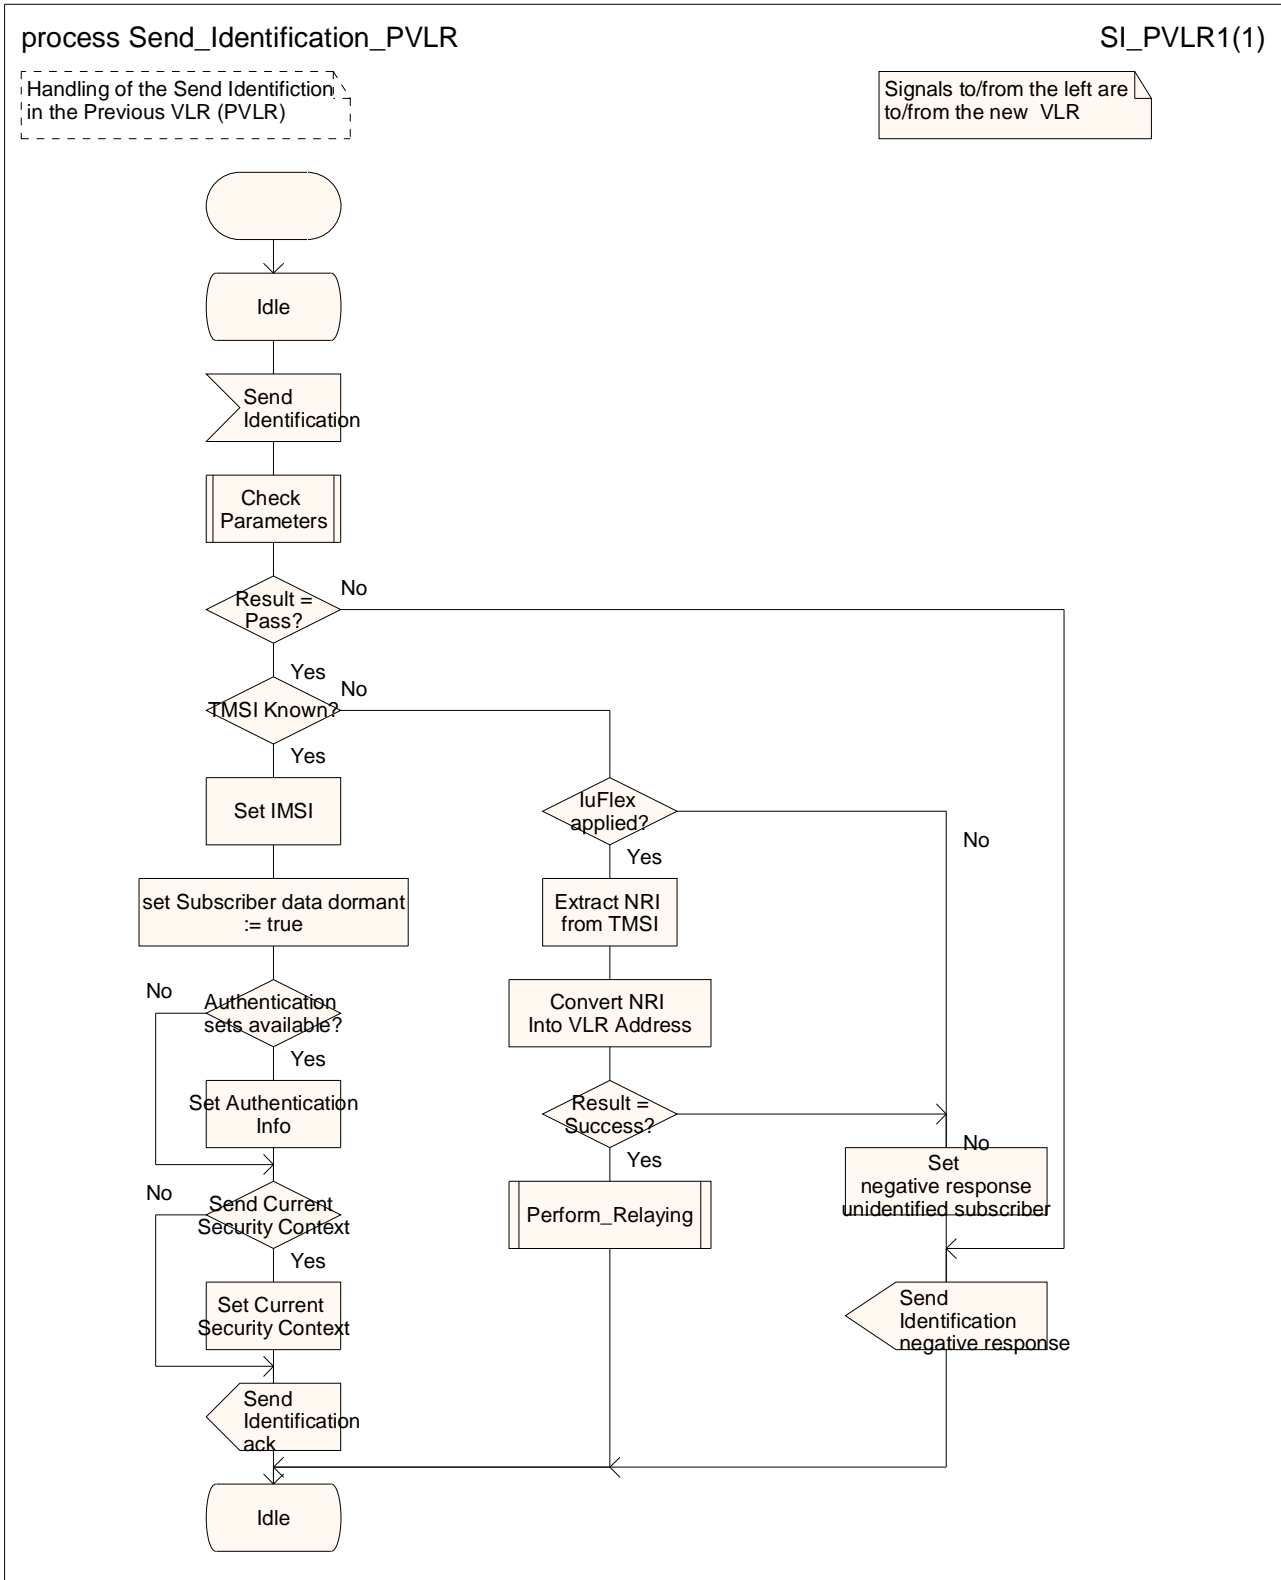 process Send_Identification_PVLR
SI_PVLR1(1)
Handling of the Send Identifiction
in the Previous VLR (PVLR)
Signals to/from the left are
to/from the new VLR
Idle
Send
Identification
Check
Parameters
Result =
Pass?
No
Yes
TMSI Known?
No
Yes
Set IMSI
IuFlex
applied?
No
Yes
set Subscriber data dormant
:= true
Extract NRI
from TMSI
No
Authentication
sets available?
Yes
Convert NRI
Into VLR Address
Set Authentication
Info
Result =
Success?
No
Yes
Set
negative response
unidentified subscriber
No
Send Current
Security Context
Yes
Perform_Relaying
Set Current
Security Context
Send
Identification
negative response
Send
Identification
ack
Idle